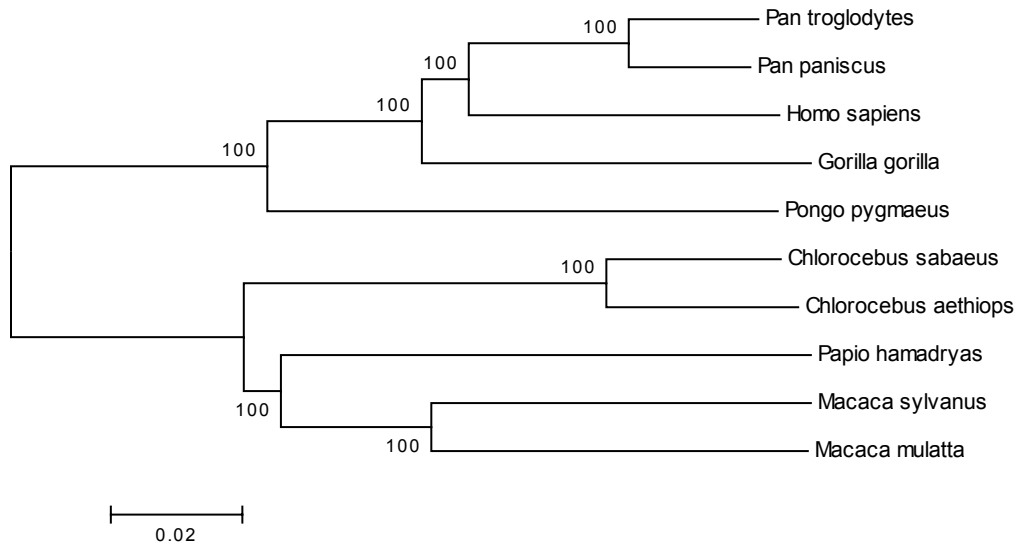 Pan troglodytes
100
Pan paniscus
100
100
Homo sapiens
100
Gorilla gorilla
Pongo pygmaeus
100
Chlorocebus sabaeus
Chlorocebus aethiops
Papio hamadryas
100
Macaca sylvanus
100
Macaca mulatta
0.02